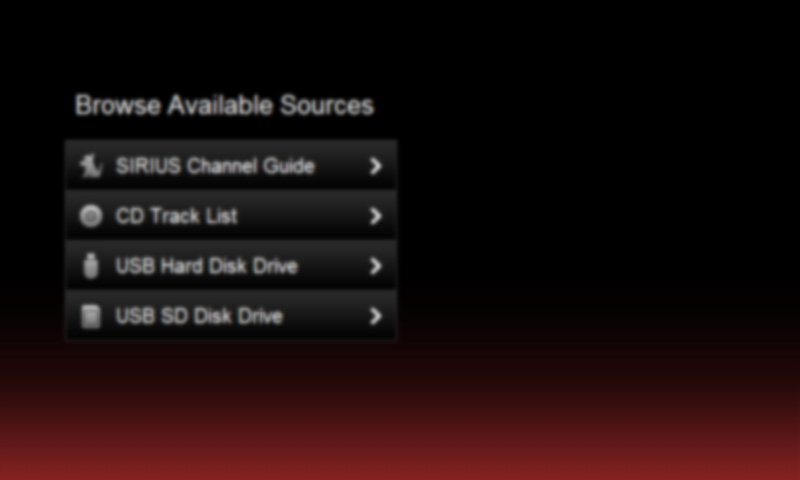 Browse Available Sources
SIRIUS Channel Guide
CD Track List
USB Hard Disk Drive
USB SD Disk Drive